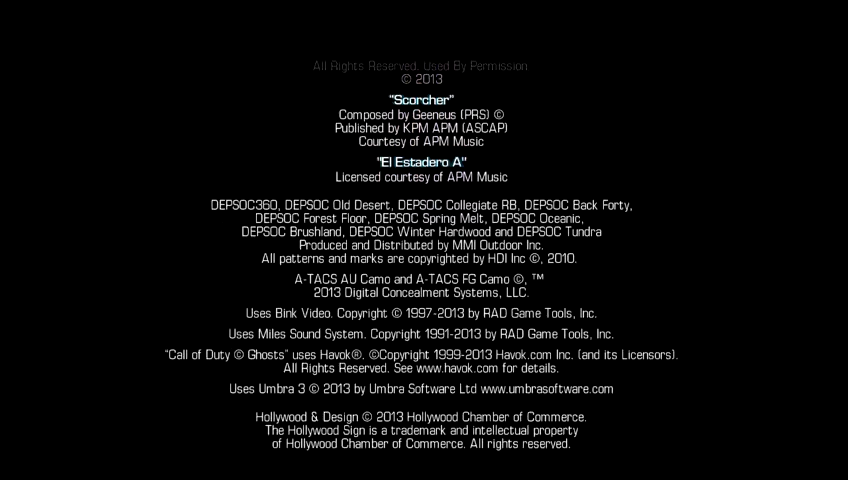 All Rights Reserved. Used By Permission
© 2013
"Scorcher"
Composed by Geeneus (PRS) ©
Published by KPM APM (ASCAP)
Courtesy of APM Music
"El Estadero A"
Licensed courtesy of APM Music
DEPSOC360, DEPSOC Old Desert, DEPSOC Collegiate RB, DEPSOC Back Forty,
DEPSOC Forest Floor, DEPSOC Spring Melt, DEPSOC Oceanic,
DEPSOC Brushland, DEPSOC Winter Hardwood and DEPSOC Tundra
Produced and Distributed by MMI Outdoor Inc.
All patterns and marks are copyrighted by HDI Inc ©, 2010.
A-TACS AU Camo and A-TACS FG Camo ©, ™
2013 Digital Concealment Systems, LLC.
Uses Bink Video. Copyright © 1997-2013 by RAD Game Tools, Inc.
Uses Miles Sound System. Copyright 1991-2013 by RAD Game Tools, Inc.
"Call of Duty © Ghosts" uses Havok®. ©Copyright 1999-2013 Havok.com Inc. (and its Licensors).
All Rights Reserved. See www.havok.com for details.
Uses Umbra 3 © 2013 by Umbra Software Ltd www.umbrasoftware.com
Hollywood & Design © 2013 Hollywood Chamber of Commerce.
The Hollywood Sign is a trademark and intellectual property
of Hollywood Chamber of Commerce. All rights reserved.